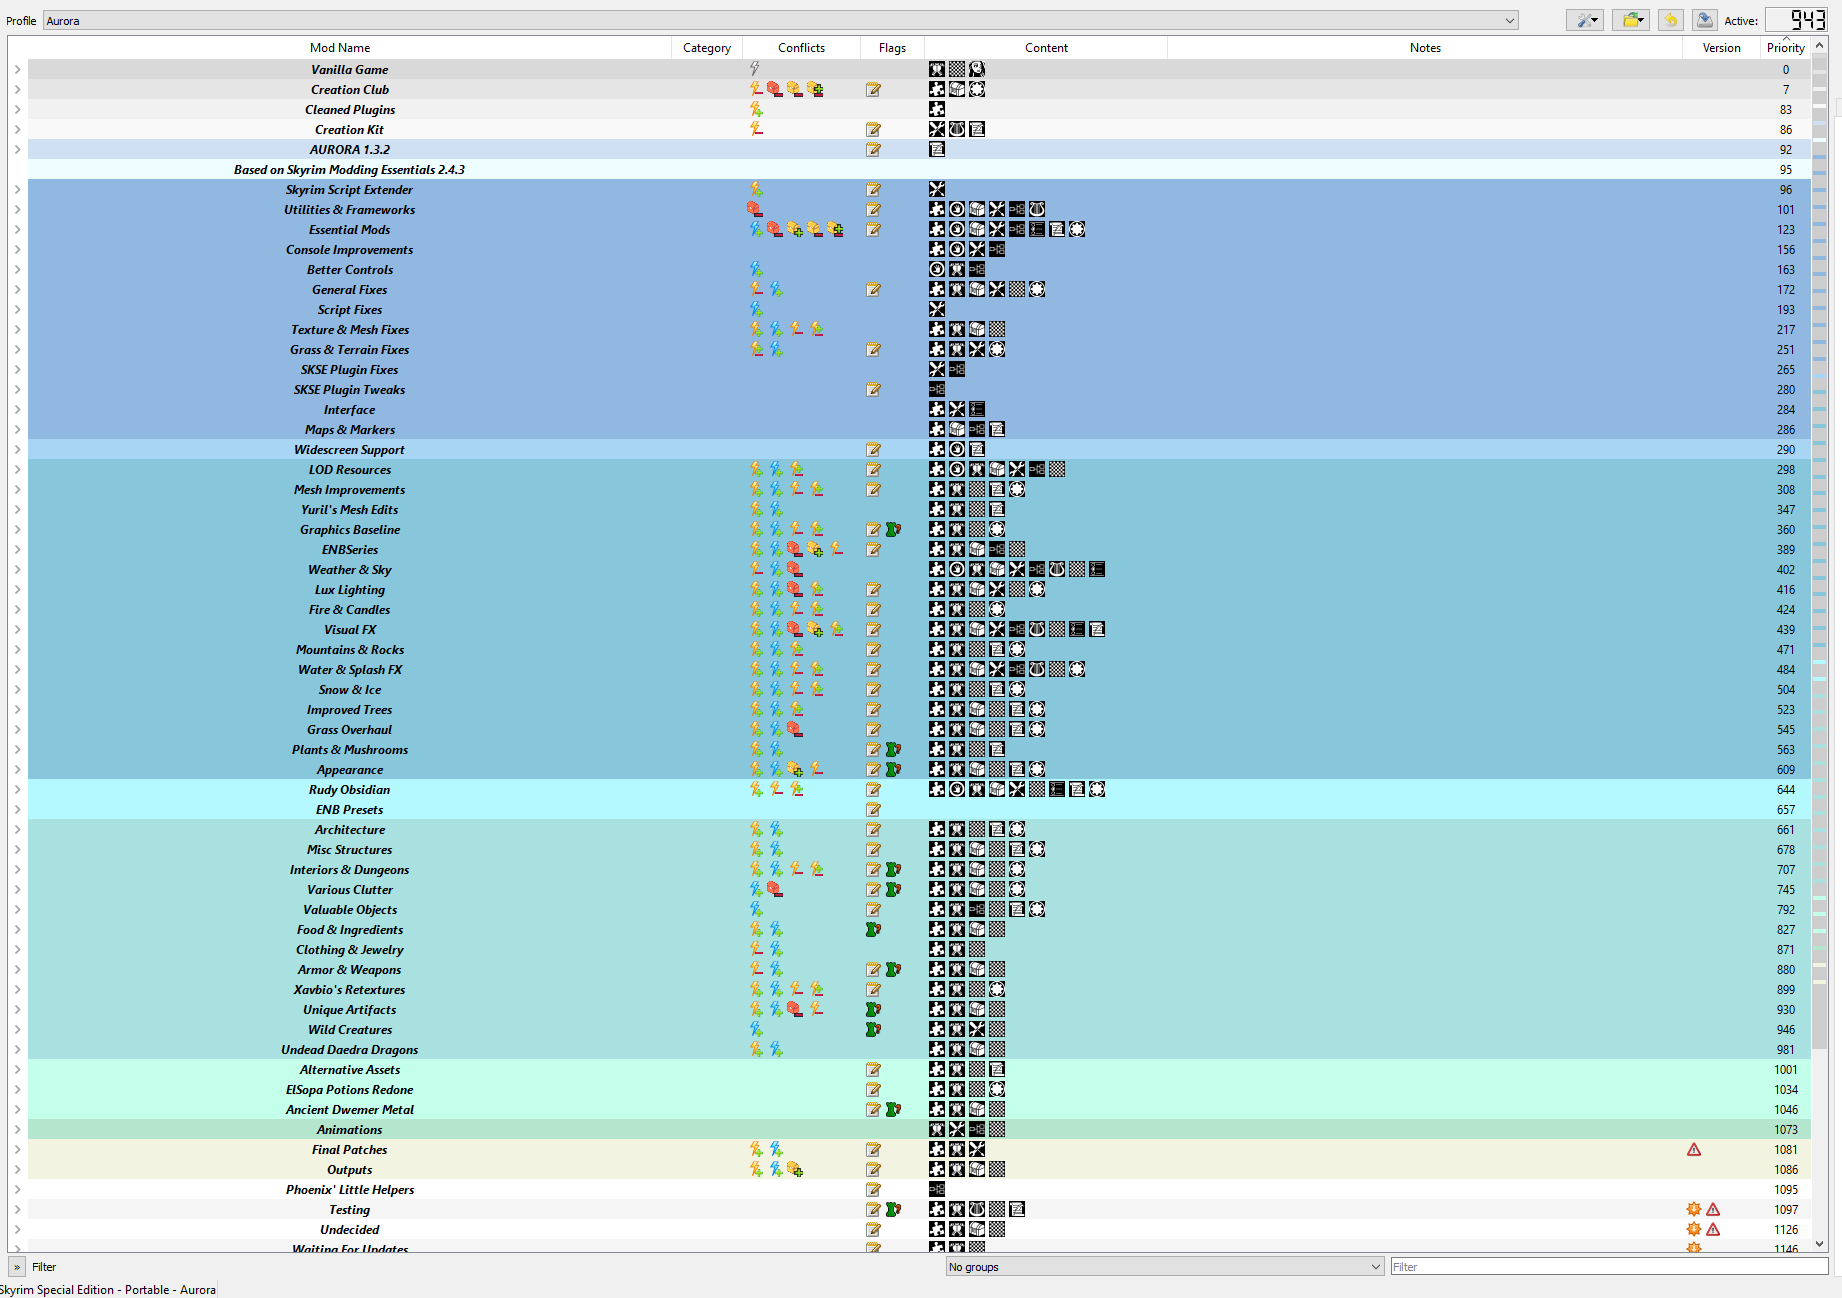 Profile Aurora Active: 943
Mod Name Category Conflicts Flags Content Notes Version Priority
Vanilla Game 0
Creation Club 7
Cleaned Plugins 83
Creation Kit 86
AURORA 1.3.2 92
Based on Skyrim Modding Essentials 2.4.3 95
Skyrim Script Extender 96
Utilities & Frameworks 101
Essential Mods 123
Console Improvements 156
Better Controls 163
General Fixes 172
Script Fixes 193
Texture & Mesh Fixes 217
Grass & Terrain Fixes 251
SKSE Plugin Fixes 265
SKSE Plugin Tweaks 280
Interface 284
Maps & Markers 286
Widescreen Support 290
LOD Resources 298
Mesh Improvements 308
Yuril's Mesh Edits 347
Graphics Baseline 360
ENBSeries 389
Weather & Sky 402
Lux Lighting 416
Fire & Candles 424
Visual FX 439
Mountains & Rocks 471
Water & Splash FX 484
Snow & Ice 504
Improved Trees 523
Grass Overhaul 545
Plants & Mushrooms 563
Appearance 609
Rudy Obsidian 644
ENB Presets 657
Architecture 661
Misc Structures 678
Interiors & Dungeons 707
Various Clutter 745
Valuable Objects 792
Food & Ingredients 827
Clothing & Jewelry 871
Armor & Weapons 880
Xavbio's Retextures 899
Unique Artifacts 930
Wild Creatures 946
Undead Daedra Dragons 981
Alternative Assets 1001
ElSopa Potions Redone 1034
Ancient Dwemer Metal 1046
Animations 1073
Final Patches 1081
Outputs 1086
Phoenix' Little Helpers 1095
Testing 1097
Undecided 1126
Waiting For Updates 1146
» Filter No groups Filter
Skyrim Special Edition - Portable - Aurora